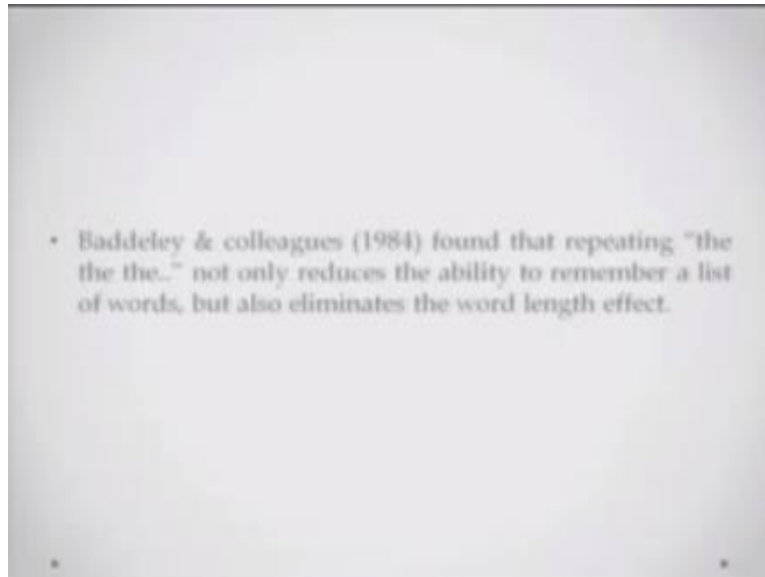 • Baddeley & colleagues (1984) found that repeating "the
the the.." not only reduces the ability to remember a list
of words, but also eliminates the word length effect.